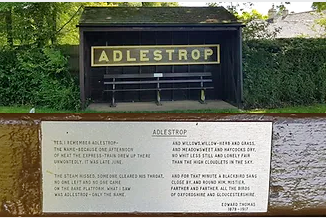 ADLESTROP
ADLESTROP
YES, I REMEMBER ADLESTROP -
THE NAME - BECAUSE ONE AFTERNOON
OF HEAT THE EXPRESS-TRAIN DREW UP THERE
UNWONTEDLY. IT WAS LATE JUNE.
THE STEAM HISSED. SOMEONE CLEARED HIS THROAT.
NO ONE LEFT AND NO ONE CAME
ON THE BARE PLATFORM. WHAT I SAW
WAS ADLESTROP - ONLY THE NAME
AND WILLOWS, WILLOW-HERB AND GRASS,
AND MEADOWSWEET AND HAYCOCKS DRY,
NO WHIT LESS STILL AND LONELY FAIR
THAN THE HIGH CLOUDLETS IN THE SKY.
AND FOR THAT MINUTE A BLACKBIRD SANG
CLOSE BY, AND ROUND HIM, MISTIER,
FARTHER AND FARTHER ALL THE BIRDS
OF OXFORDSHIRE AND GLOUCESTERSHIRE.
EDWARD THOMAS
1878 - 1917